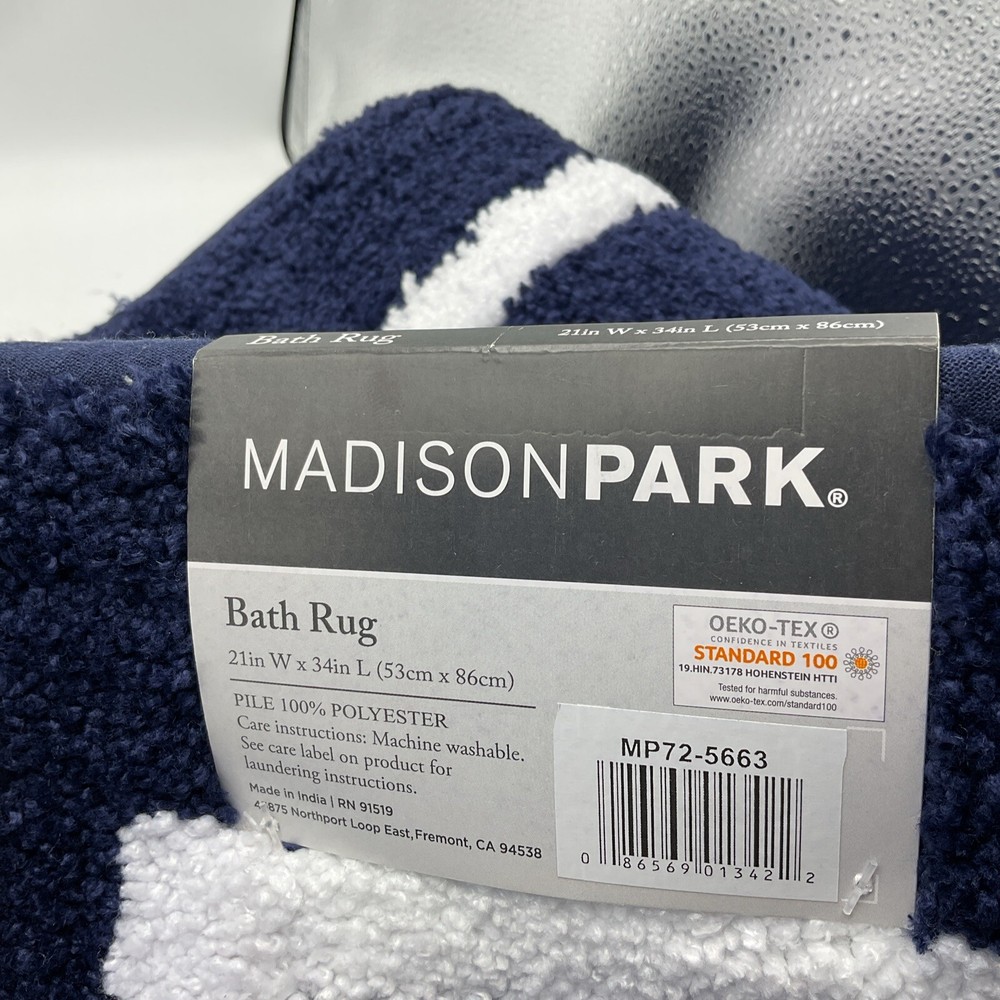 Bath Rug
21in W x 34in L (53cm x 86cm)
MADISONPARK®
Bath Rug
21in W x 34in L (53cm x 86cm)
PILE 100% POLYESTER
Care instructions: Machine washable.
See care label on product for
laundering instructions.
Made in India | RN 91519
Northport Loop East, Fremont, CA 94538
OEKO-TEX®
CONFIDENCE IN TEXTILES
STANDARD 100
19.HIN.73178 HOHENSTEIN HTTI
Tested for harmful substances.
www.oeko-tex.com/standard100
MP72-5663
0 86569 01342 2